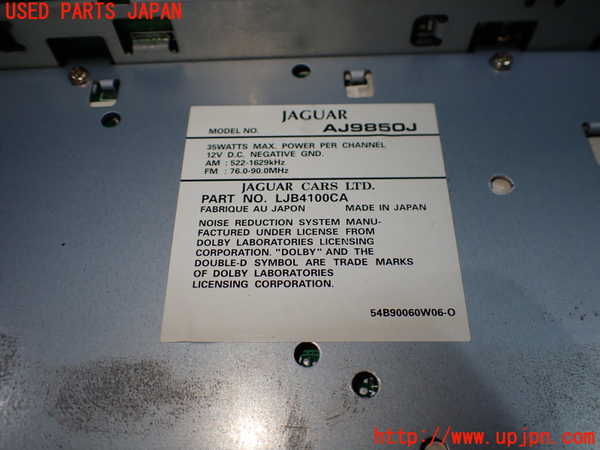 USED PARTS JAPAN
JAGUAR
MODEL NO. AJ9850J
35WATTS MAX. POWER PER CHANNEL
12V D.C. NEGATIVE GND.
AM : 522-1629kHz
FM : 76.0-90.0MHz
JAGUAR CARS LTD.
PART NO. LJB4100CA
FABRIQUE AU JAPON MADE IN JAPAN
NOISE REDUCTION SYSTEM MANU-
FACTURED UNDER LICENSE FROM
DOLBY LABORATORIES LICENSING
CORPORATION. "DOLBY" AND THE
DOUBLE-D SYMBOL ARE TRADE MARKS
OF DOLBY LABORATORIES
LICENSING CORPORATION.
54B90060W06-O
http://www.upjpn.com/